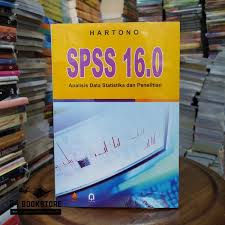 HARTONO
SPSS 16.0
Analisis Data Statistika dan Penelitian
BOOKSTORE